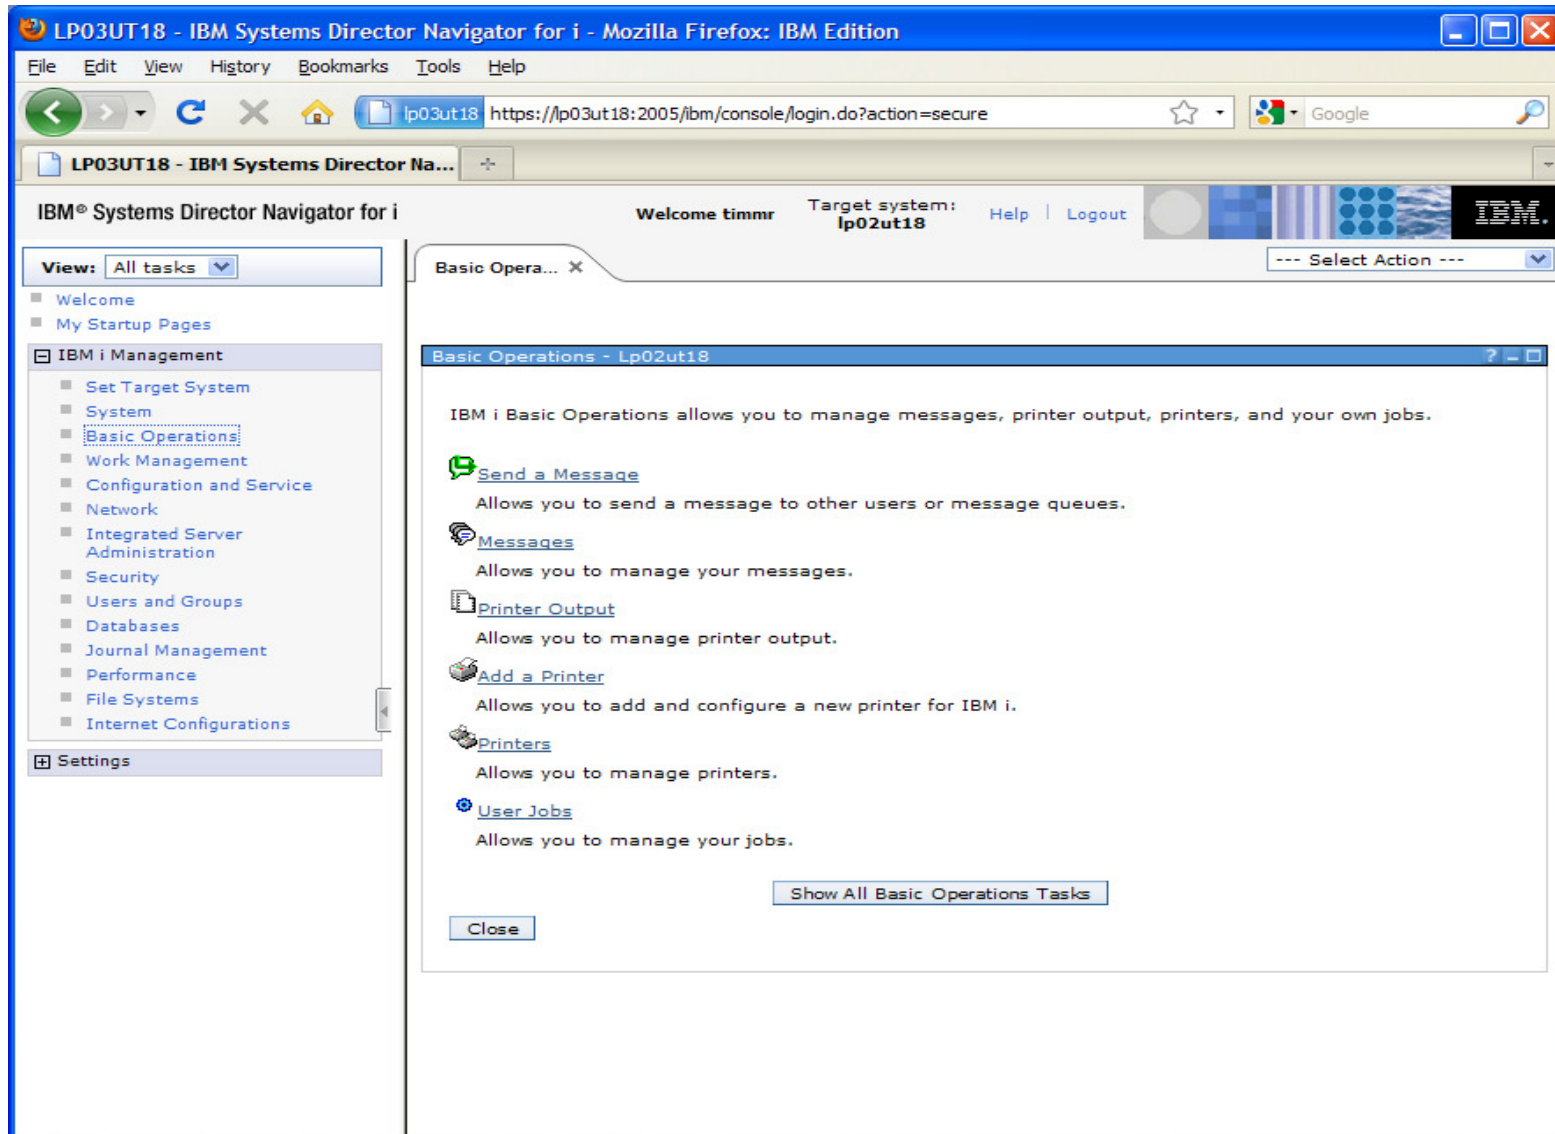 LP03UT18 - IBM Systems Director Navigator for i - Mozilla Firefox: IBM Edition
File Edit View History Bookmarks Tools Help
lp03ut18 https://lp03ut18:2005/ibm/console/login.do?action=secure Google
LP03UT18 - IBM Systems Director Na...
IBM® Systems Director Navigator for i
Welcome timmr
Target system:
lp02ut18
Help
Logout
IBM.
View: All tasks
Basic Opera...
--- Select Action ---
Welcome
My Startup Pages
IBM i Management
Set Target System
System
Basic Operations
Work Management
Configuration and Service
Network
Integrated Server
Administration
Security
Users and Groups
Databases
Journal Management
Performance
File Systems
Internet Configurations
Settings
Basic Operations - Lp02ut18
?
IBM i Basic Operations allows you to manage messages, printer output, printers, and your own jobs.
Send a Message
Allows you to send a message to other users or message queues.
Messages
Allows you to manage your messages.
Printer Output
Allows you to manage printer output.
Add a Printer
Allows you to add and configure a new printer for IBM i.
Printers
Allows you to manage printers.
User Jobs
Allows you to manage your jobs.
Show All Basic Operations Tasks
Close